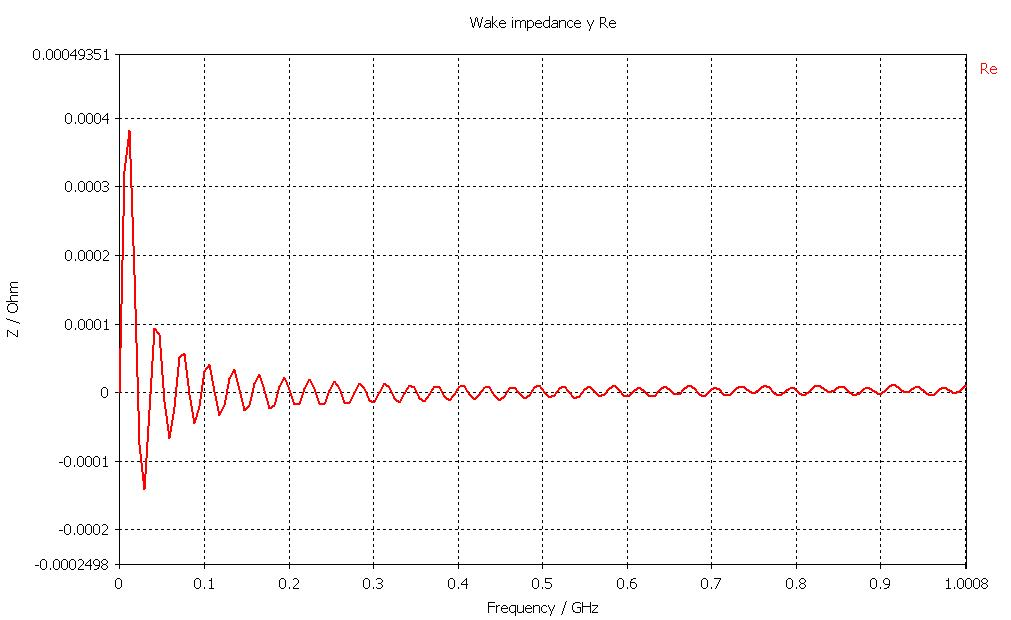 Wake impedance y Re
0.00049351
Re
0.0004
0.0003
0.0002
Z / Ohm
0.0001
0
-0.0001
-0.0002
-0.0002498
0 0.1 0.2 0.3 0.4 0.5 0.6 0.7 0.8 0.9 1.0008
Frequency / GHz